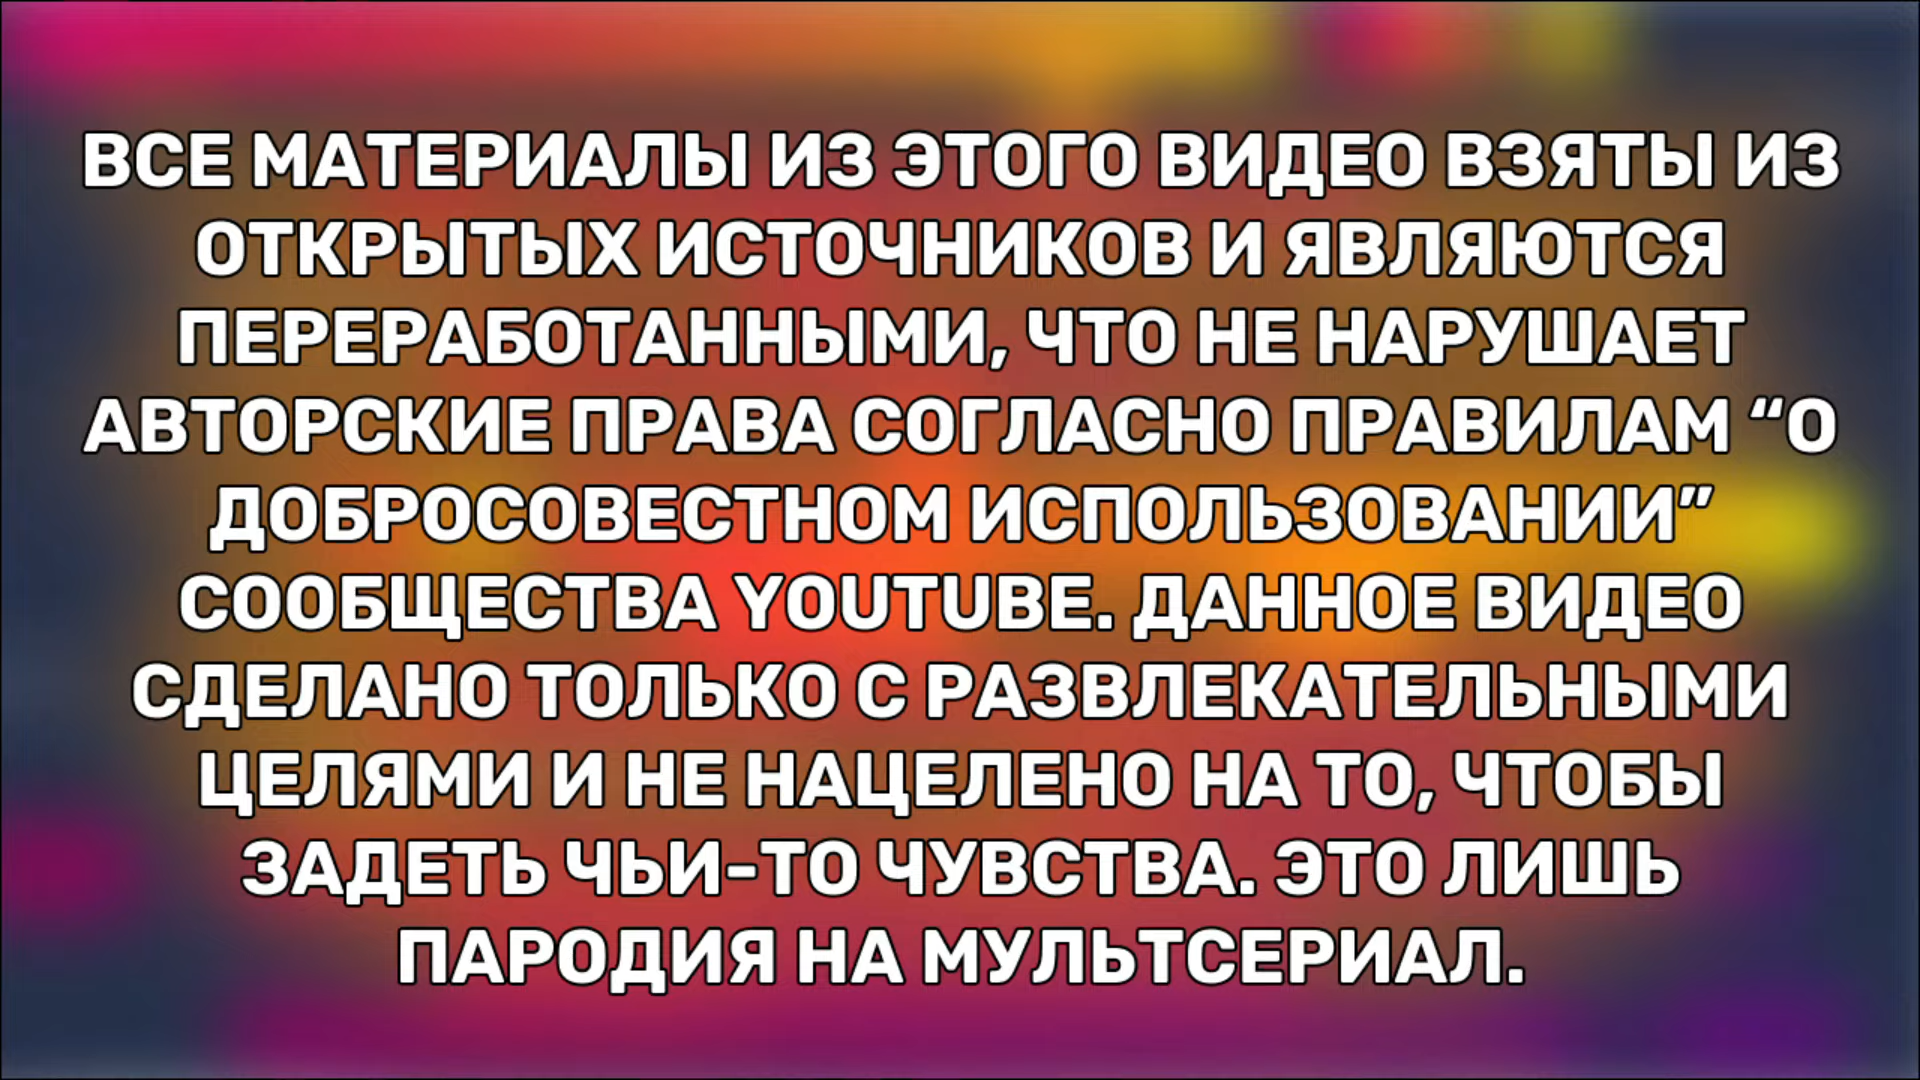 ВСЕ МАТЕРИАЛЫ ИЗ ЭТОГО ВИДЕО ВЗЯТЫ ИЗ
ОТКРЫТЫХ ИСТОЧНИКОВ И ЯВЛЯЮТСЯ
ПЕРЕРАБОТАННЫМИ, ЧТО НЕ НАРУШАЕТ
АВТОРСКИЕ ПРАВА СОГЛАСНО ПРАВИЛАМ “О
ДОБРОСОВЕСТНОМ ИСПОЛЬЗОВАНИИ”
СООБЩЕСТВА YOUTUBE. ДАННОЕ ВИДЕО
СДЕЛАНО ТОЛЬКО С РАЗВЛЕКАТЕЛЬНЫМИ
ЦЕЛЯМИ И НЕ НАЦЕЛЕНО НА ТО, ЧТОБЫ
ЗАДЕТЬ ЧЬИ-ТО ЧУВСТВА. ЭТО ЛИШЬ
ПАРОДИЯ НА МУЛЬТСЕРИАЛ.